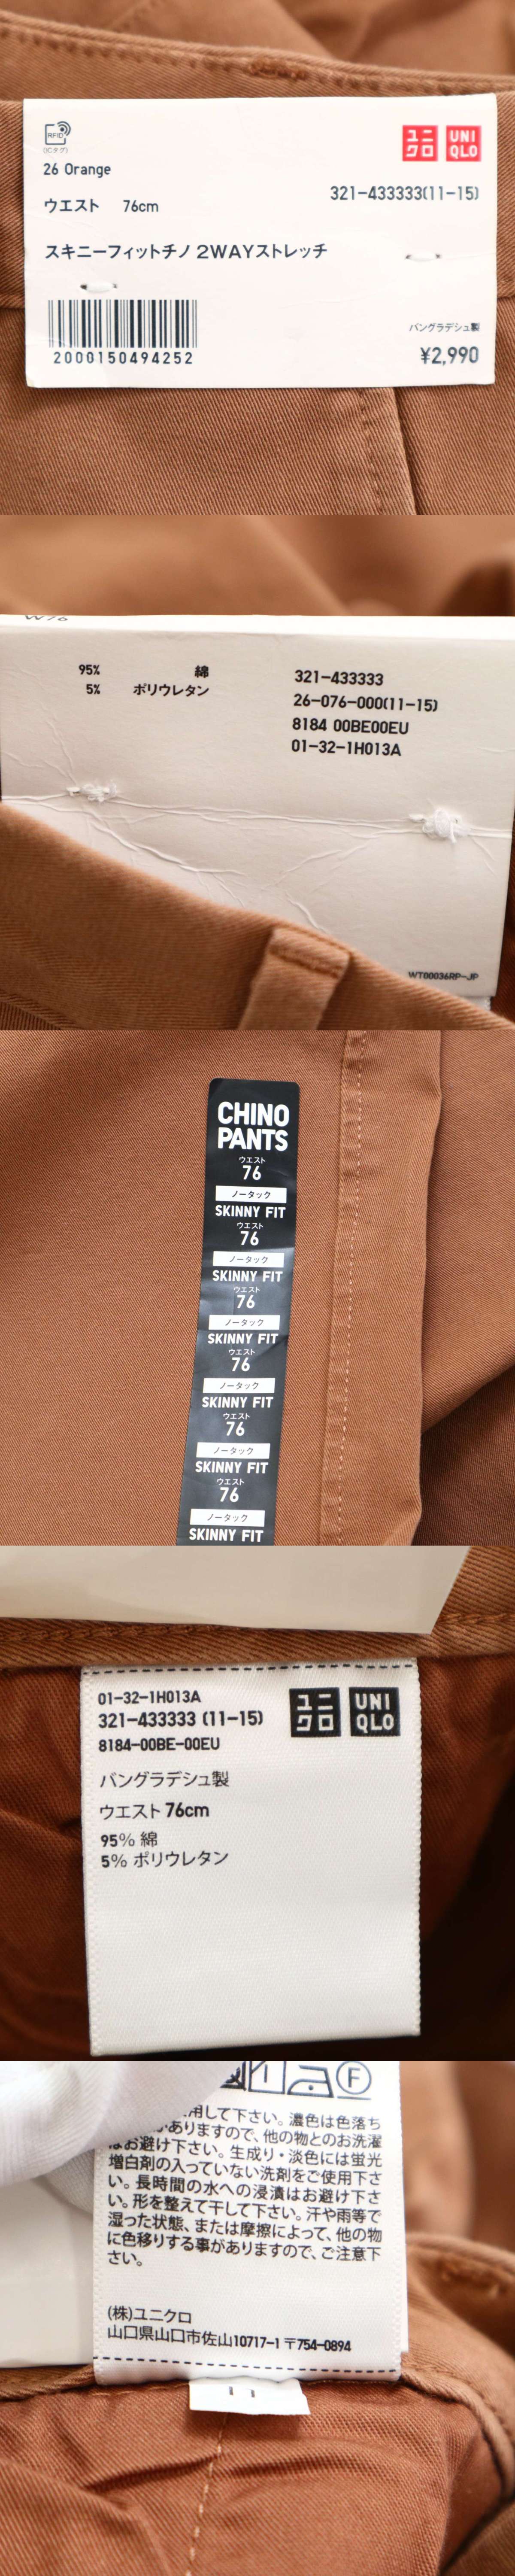 RFID
(ICタグ)
ユニクロ UNIQLO
26 Orange
321-433333(11-15)
ウエスト 76cm
スキニーフィットチノ 2WAYストレッチ
2000150494252
バングラデシュ製
¥2,990
W76
95% 綿
5% ポリウレタン
321-433333
26-076-000(11-15)
8184 00BE00EU
01-32-1H013A
WT00036RP-JP
CHINO
PANTS
ウエスト
76
ノータック
SKINNY FIT
ウエスト
76
ノータック
SKINNY FIT
ウエスト
76
ノータック
SKINNY FIT
ウエスト
76
ノータック
SKINNY FIT
ウエスト
76
ノータック
SKINNY FIT
ウエスト
76
ノータック
SKINNY FIT
01-32-1H013A
321-433333 (11-15)
8184-00BE-00EU
ユニクロ UNIQLO
バングラデシュ製
ウエスト 76cm
95% 綿
5% ポリウレタン
F
用して下さい。濃色は色落ち
がありますので、他の物とのお洗濯
はお避け下さい。生成り・淡色には蛍光
増白剤の入っていない洗剤をご使用下さ
い。長時間の水への浸漬はお避け下さ
い。形を整えて干して下さい。汗や雨等で
湿った状態、または摩擦によって、他の物
に色移りする事がありますので、ご注意下
さい。
(株)ユニクロ
山口県山口市佐山10717-1 〒754-0894
11